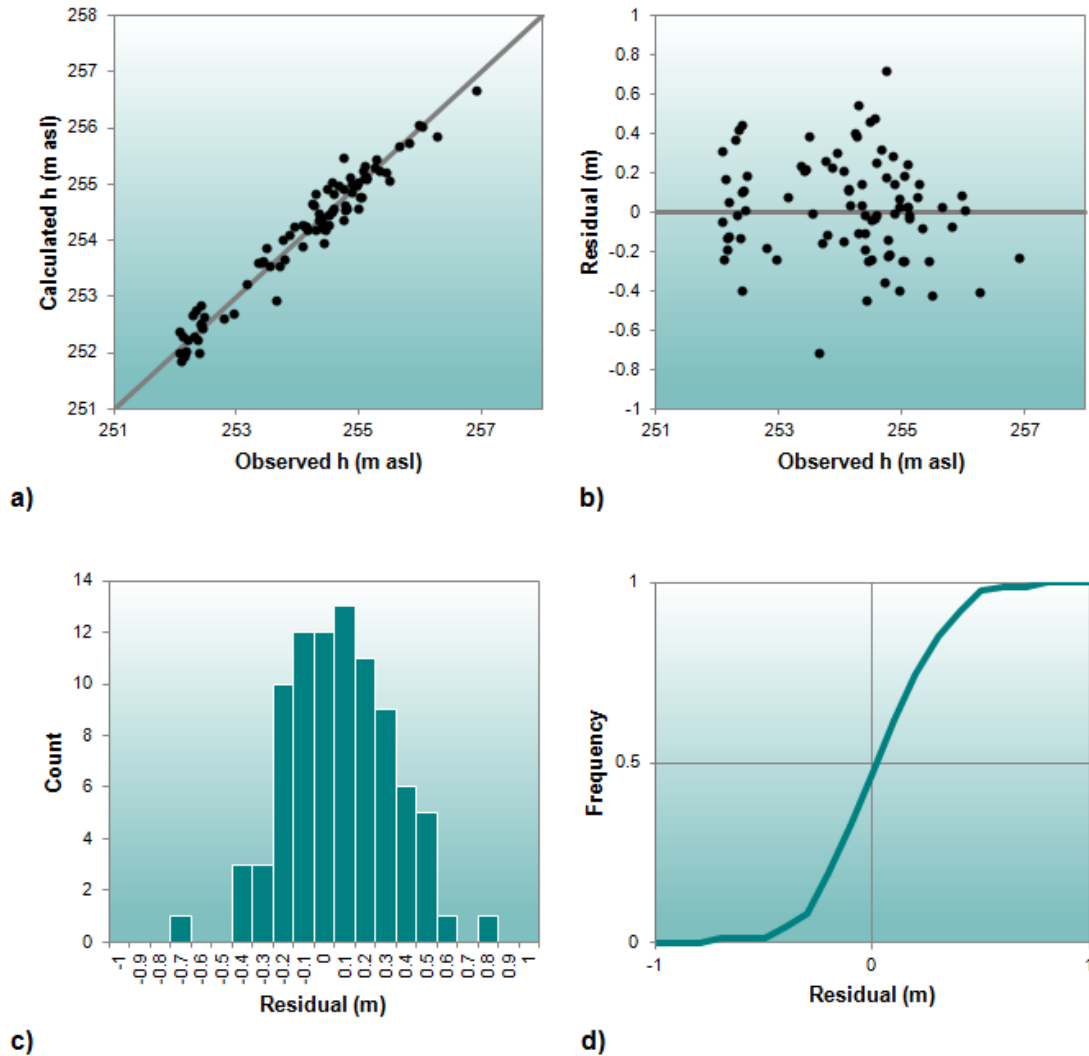 258
257
256
255
254
253
252
251
Calculated h (m asl)
251 253 255 257
Observed h (m asl)
a)
1
0.8
0.6
0.4
0.2
0
-0.2
-0.4
-0.6
-0.8
-1
Residual (m)
251 253 255 257
Observed h (m asl)
b)
14
12
10
8
6
4
2
0
Count
-1 -0.9 -0.8 -0.7 -0.6 -0.5 -0.4 -0.3 -0.2 -0.1 0 0.1 0.2 0.3 0.4 0.5 0.6 0.7 0.8 0.9 1
Residual (m)
c)
1
0.5
0
Frequency
-1 0 1
Residual (m)
d)